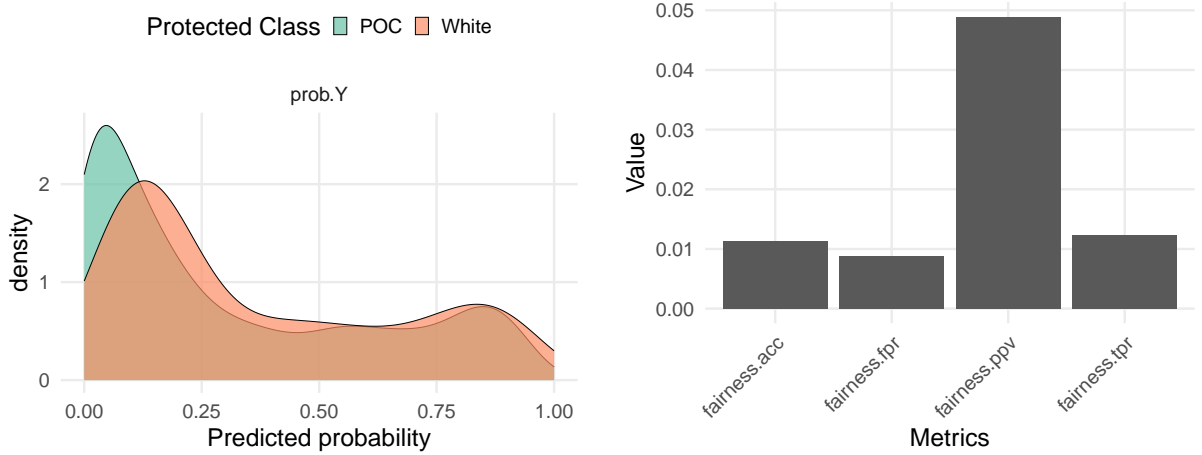 Protected Class POC White
prob.Y
density
2
1
0
0.00 0.25 0.50 0.75 1.00
Predicted probability
Value
0.05
0.04
0.03
0.02
0.01
0.00
fairness.acc fairness.fpr fairness.ppv fairness.tpr
Metrics